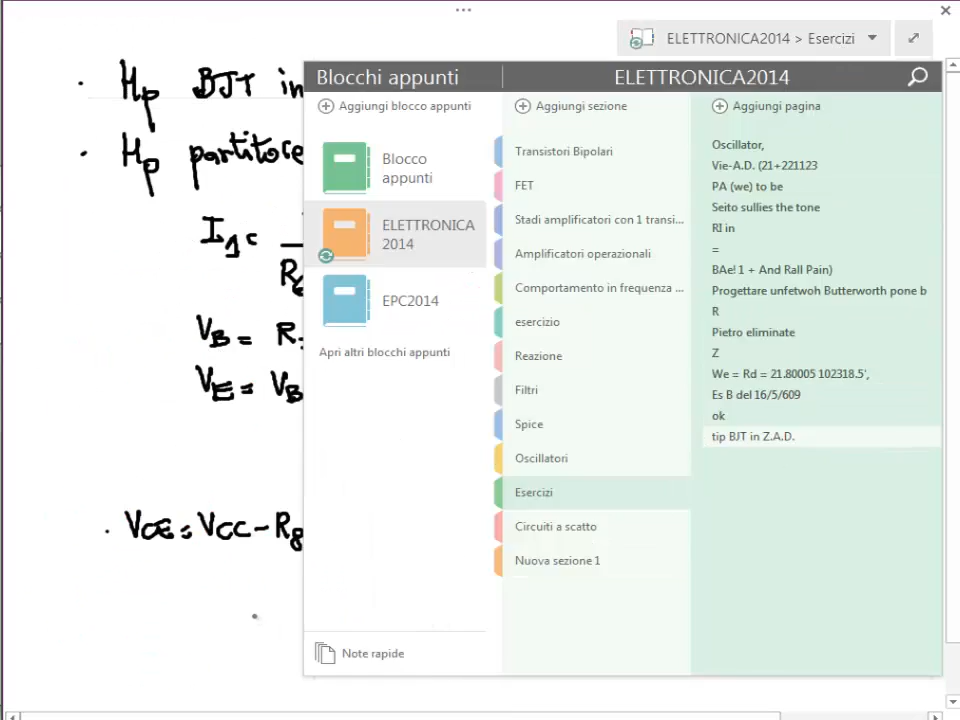 ELETTRONICA2014 > Esercizi
Blocchi appunti
ELETTRONICA2014
Aggiungi blocco appunti
Blocco
appunti
ELETTRONICA
2014
EPC2014
Apri altri blocchi appunti
Note rapide
Aggiungi sezione
Transistori Bipolari
FET
Stadi amplificatori con 1 transi...
Amplificatori operazionali
Comportamento in frequenza ...
esercizio
Reazione
Filtri
Spice
Oscillatori
Esercizi
Circuiti a scatto
Nuova sezione 1
Aggiungi pagina
Oscillator,
Vie-A.D. (21+221123
PA (we) to be
Seito sullies the tone
RI in
=
BAe! 1 + And Rall Pain)
Progettare unfetwoh Butterworth pone b
R
Pietro eliminate
Z
We = Rd = 21.80005 102318.5',
Es B del 16/5/609
ok
tip BJT in Z.A.D.
· Hp BJT in
· Hp partitore
I1 =
VB = R
VE = VB
· VCE = VCC - R8